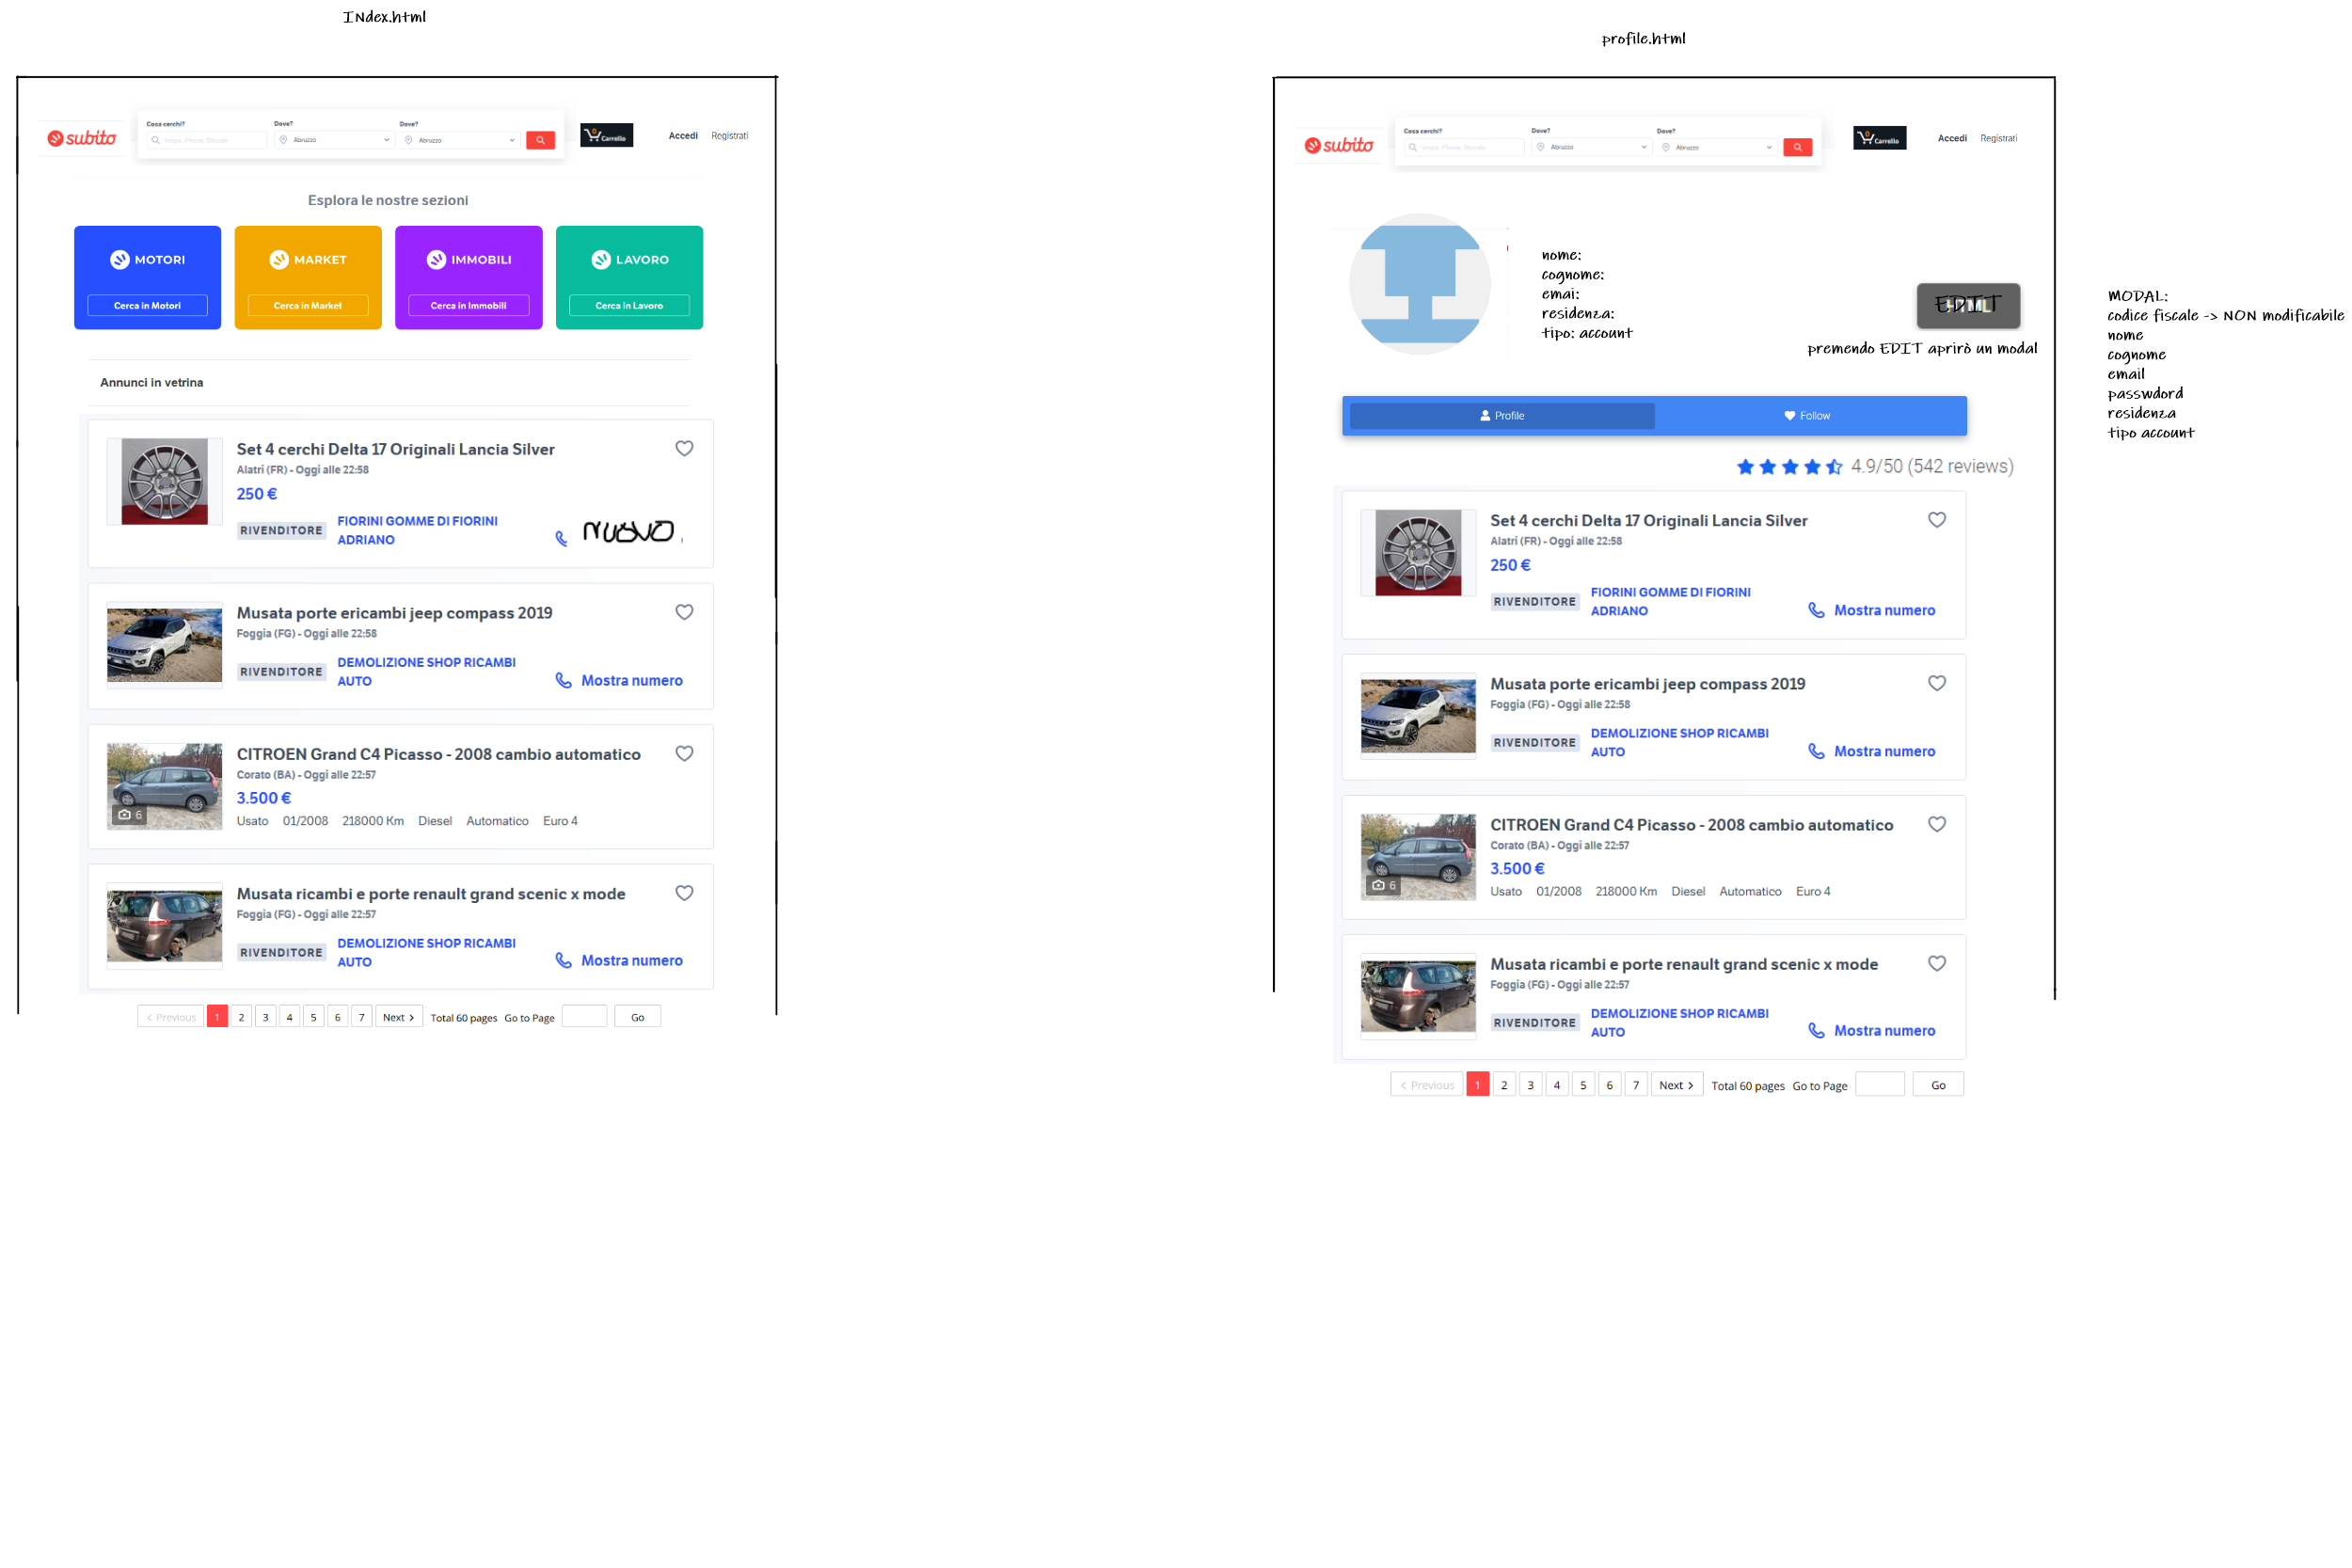 INdex.html
subito
Cosa cerchi?
Dove?
Dove?
Vespa, iPhone, Ducato
Abruzzo
Abruzzo
0
Carrello
Accedi
Registrati
Esplora le nostre sezioni
MOTORI
MARKET
IMMOBILI
LAVORO
Cerca in Motori
Cerca in Market
Cerca in Immobili
Cerca in Lavoro
Annunci in vetrina
Set 4 cerchi Delta 17 Originali Lancia Silver
Alatri (FR) - Oggi alle 22:58
250 €
RIVENDITORE
FIORINI GOMME DI FIORINI
ADRIANO
NUOVO
Musata porte ericambi jeep compass 2019
Foggia (FG) - Oggi alle 22:58
RIVENDITORE
DEMOLIZIONE SHOP RICAMBI
AUTO
Mostra numero
CITROEN Grand C4 Picasso - 2008 cambio automatico
Corato (BA) - Oggi alle 22:57
3.500 €
6
Usato 01/2008 218000 Km Diesel Automatico Euro 4
Musata ricambi e porte renault grand scenic x mode
Foggia (FG) - Oggi alle 22:57
RIVENDITORE
DEMOLIZIONE SHOP RICAMBI
AUTO
Mostra numero
< Previous 1 2 3 4 5 6 7 Next > Total 60 pages Go to Page Go
profile.html
subito
Cosa cerchi?
Dove?
Dove?
Vespa, iPhone, Ducato
Abruzzo
Abruzzo
0
Carrello
Accedi
Registrati
nome:
cognome:
emai:
residenza:
tipo: account
EDIT
HTML
premendo EDIT aprirò un modal
Profile
Follow
4.9/50 (542 reviews)
Set 4 cerchi Delta 17 Originali Lancia Silver
Alatri (FR) - Oggi alle 22:58
250 €
RIVENDITORE
FIORINI GOMME DI FIORINI
ADRIANO
Mostra numero
Musata porte ericambi jeep compass 2019
Foggia (FG) - Oggi alle 22:58
RIVENDITORE
DEMOLIZIONE SHOP RICAMBI
AUTO
Mostra numero
CITROEN Grand C4 Picasso - 2008 cambio automatico
Corato (BA) - Oggi alle 22:57
3.500 €
6
Usato 01/2008 218000 Km Diesel Automatico Euro 4
Musata ricambi e porte renault grand scenic x mode
Foggia (FG) - Oggi alle 22:57
RIVENDITORE
DEMOLIZIONE SHOP RICAMBI
AUTO
Mostra numero
< Previous 1 2 3 4 5 6 7 Next > Total 60 pages Go to Page Go
MODAL:
codice fiscale -> NON modificabile
nome
cognome
email
passwdord
residenza
tipo account